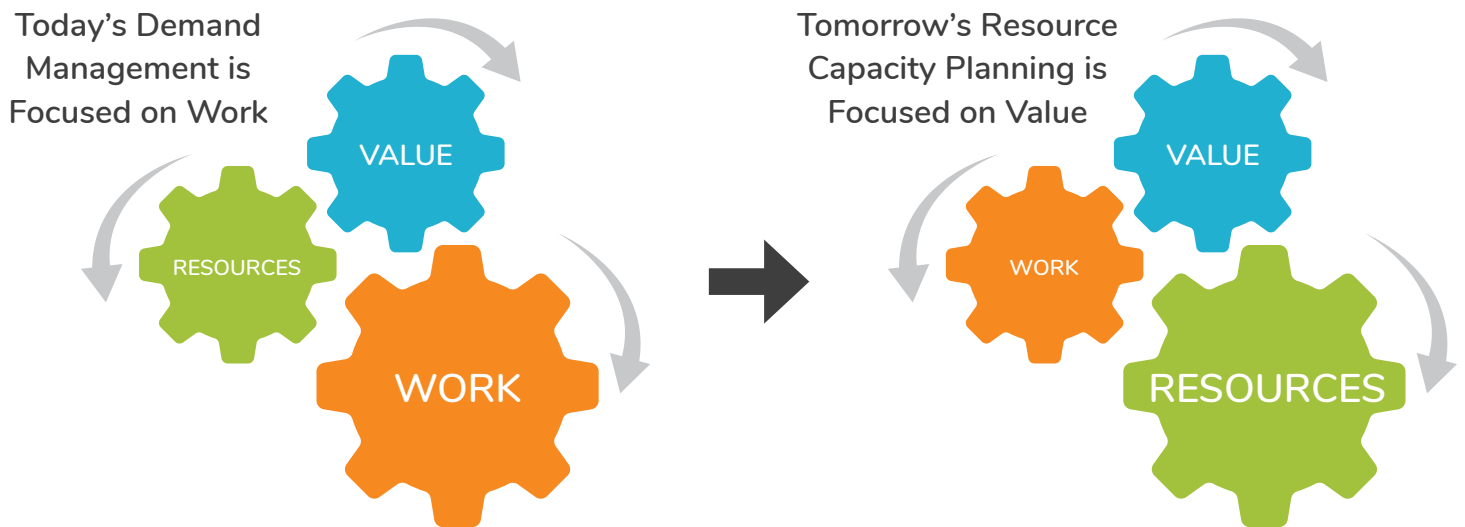 Today’s Demand
Management is
Focused on Work
VALUE
RESOURCES
WORK
Tomorrow’s Resource
Capacity Planning is
Focused on Value
VALUE
WORK
RESOURCES